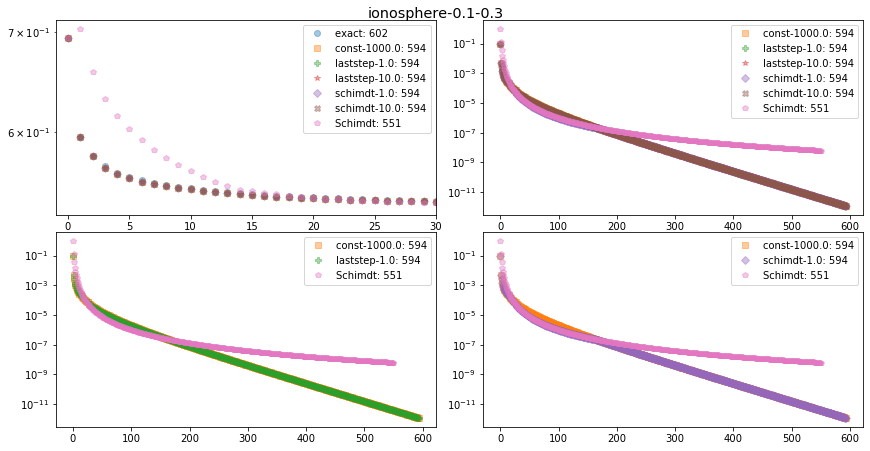 ionosphere-0.1-0.3
7 × 10⁻¹
6 × 10⁻¹
0 5 10 15 20 25 30
exact: 602
const-1000.0: 594
laststep-1.0: 594
laststep-10.0: 594
schimdt-1.0: 594
schimdt-10.0: 594
Schimdt: 551
10⁻¹
10⁻³
10⁻⁵
10⁻⁷
10⁻⁹
10⁻¹¹
0 100 200 300 400 500 600
const-1000.0: 594
laststep-1.0: 594
laststep-10.0: 594
schimdt-1.0: 594
schimdt-10.0: 594
Schimdt: 551
10⁻¹
10⁻³
10⁻⁵
10⁻⁷
10⁻⁹
10⁻¹¹
0 100 200 300 400 500 600
const-1000.0: 594
laststep-1.0: 594
Schimdt: 551
10⁻¹
10⁻³
10⁻⁵
10⁻⁷
10⁻⁹
10⁻¹¹
0 100 200 300 400 500 600
const-1000.0: 594
schimdt-1.0: 594
Schimdt: 551